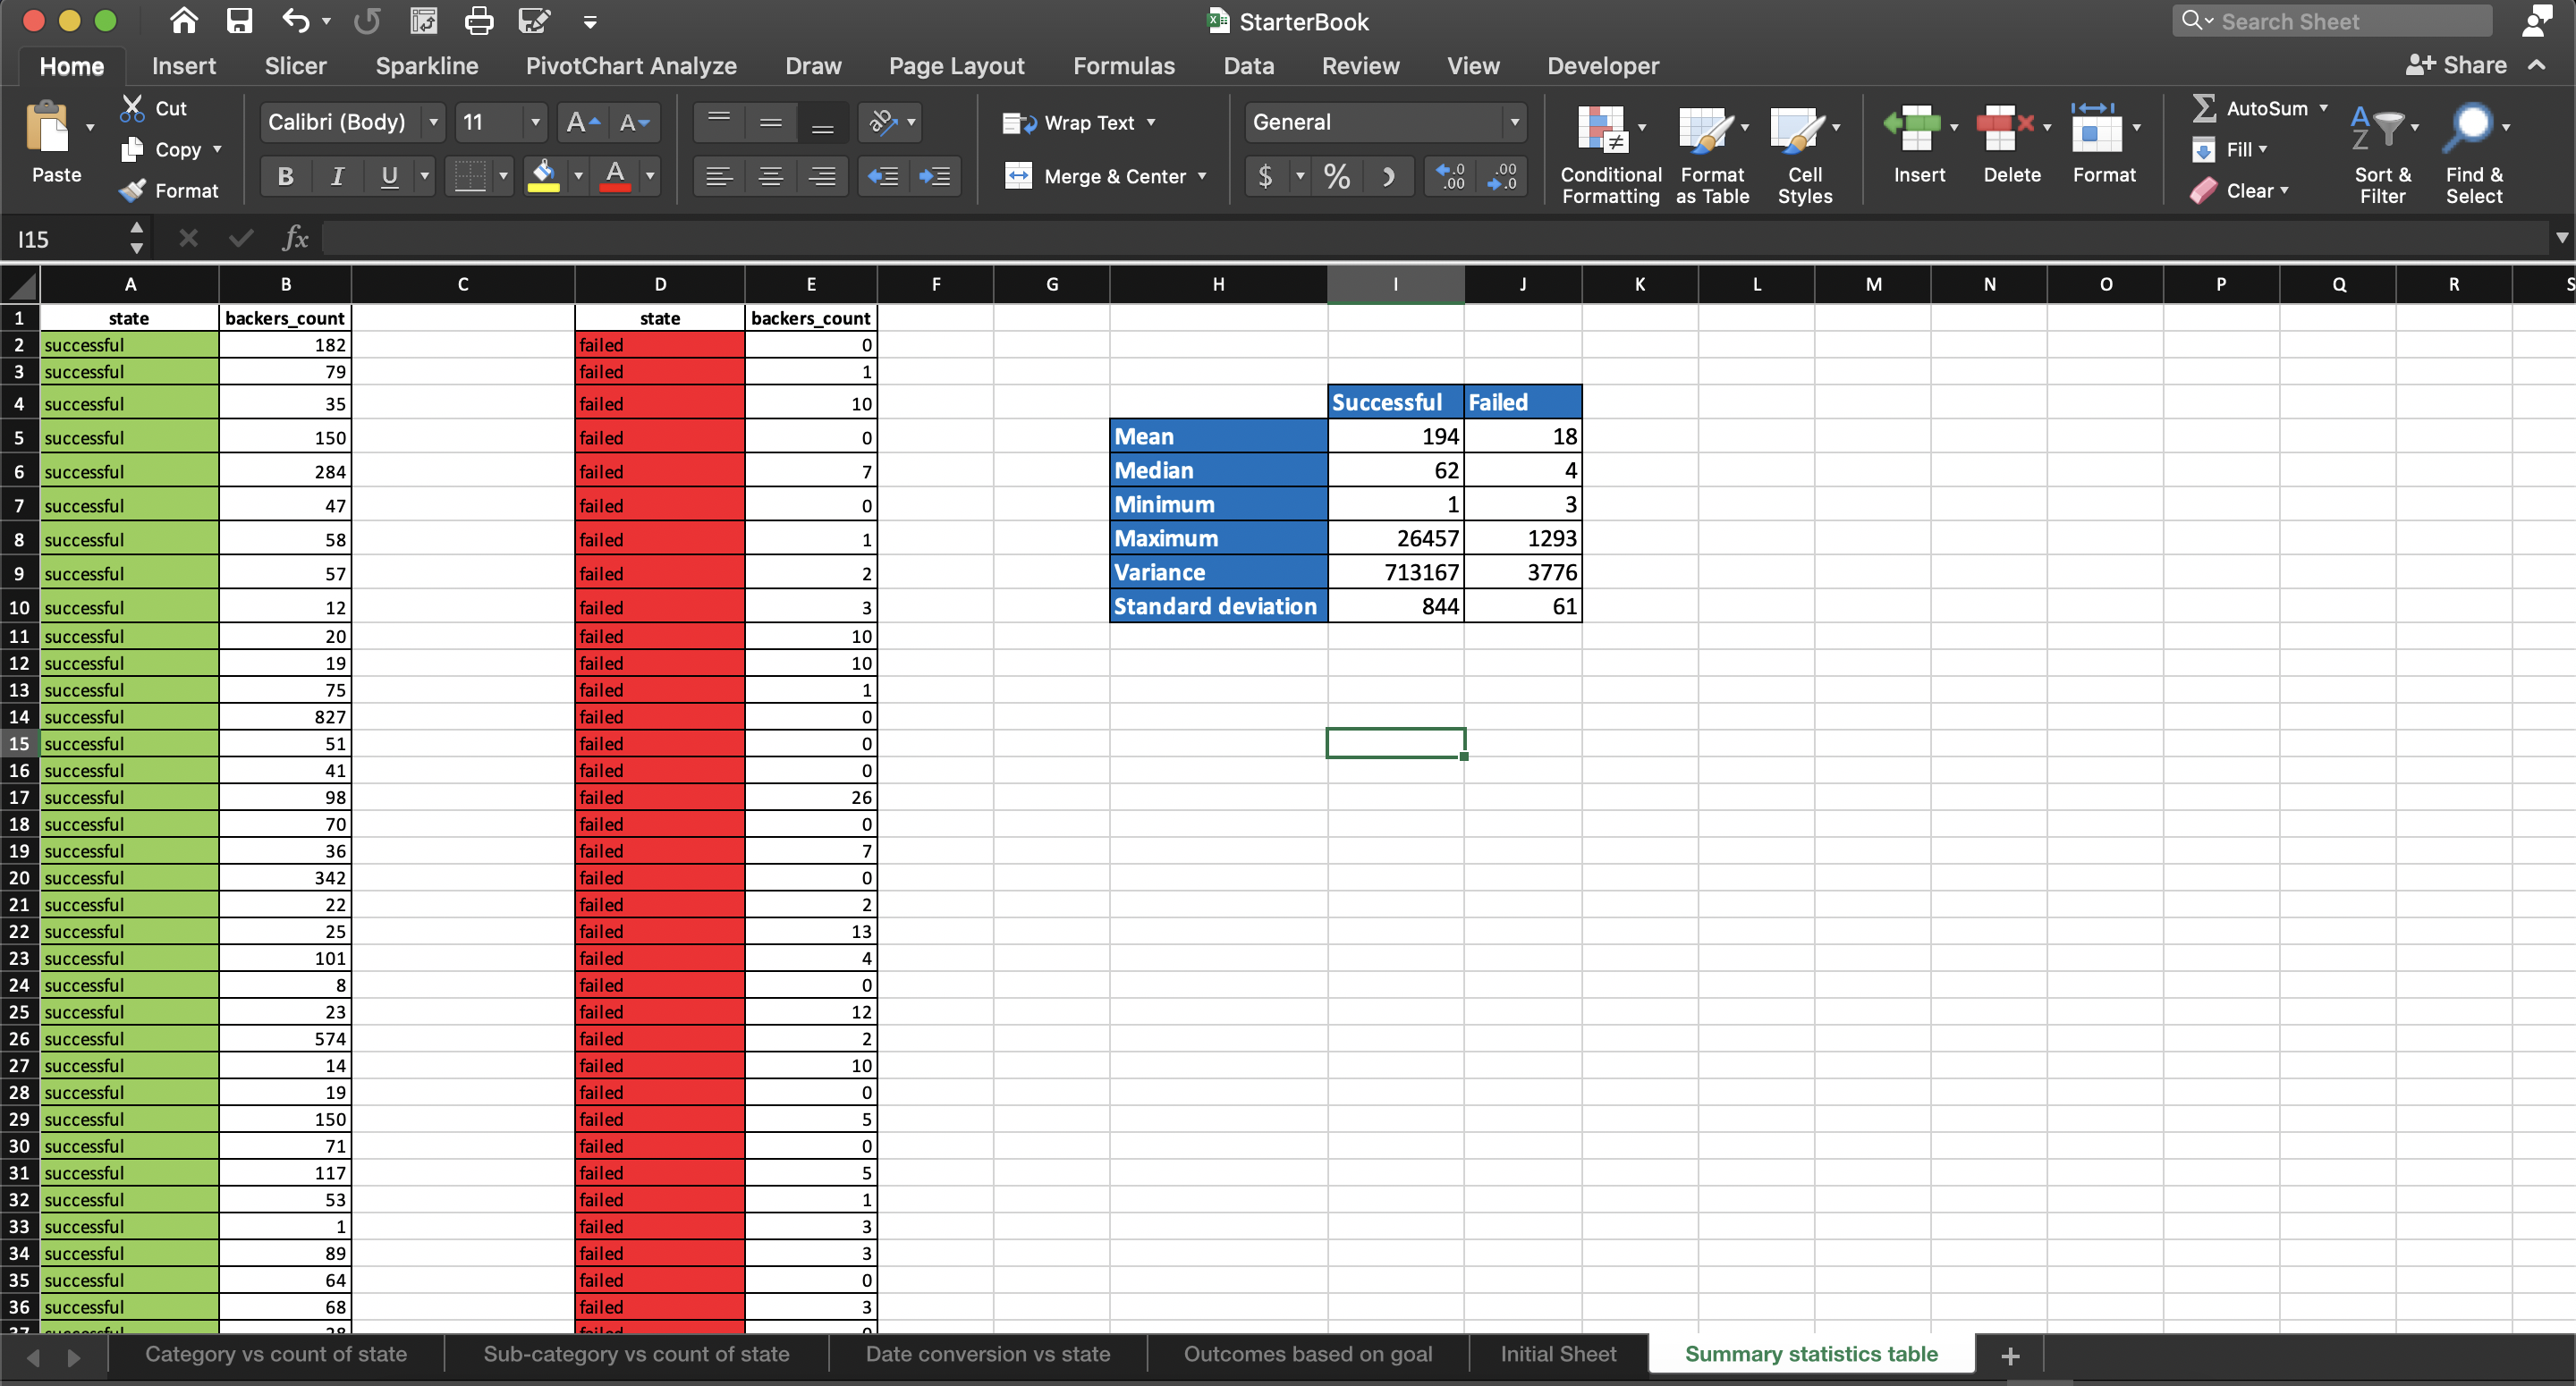 StarterBook
Search Sheet
Home Insert Slicer Sparkline PivotChart Analyze Draw Page Layout Formulas Data Review View Developer Share
Paste
Cut
Copy
Format
Calibri (Body) 11
B I U
Wrap Text
Merge & Center
General
$ % )
Conditional Formatting
Format as Table
Cell Styles
Insert
Delete
Format
AutoSum
Fill
Clear
Sort & Filter
Find & Select
I15 fx
A B C D E F G H I J K L M N O P Q R S
1 state backers_count state backers_count
2 successful 182 failed 0
3 successful 79 failed 1
4 successful 35 failed 10 Successful Failed
5 successful 150 failed 0 Mean 194 18
6 successful 284 failed 7 Median 62 4
7 successful 47 failed 0 Minimum 1 3
8 successful 58 failed 1 Maximum 26457 1293
9 successful 57 failed 2 Variance 713167 3776
10 successful 12 failed 3 Standard deviation 844 61
11 successful 20 failed 10
12 successful 19 failed 10
13 successful 75 failed 1
14 successful 827 failed 0
15 successful 51 failed 0
16 successful 41 failed 0
17 successful 98 failed 26
18 successful 70 failed 0
19 successful 36 failed 7
20 successful 342 failed 0
21 successful 22 failed 2
22 successful 25 failed 13
23 successful 101 failed 4
24 successful 8 failed 0
25 successful 23 failed 12
26 successful 574 failed 2
27 successful 14 failed 10
28 successful 19 failed 0
29 successful 150 failed 5
30 successful 71 failed 0
31 successful 117 failed 5
32 successful 53 failed 1
33 successful 1 failed 3
34 successful 89 failed 3
35 successful 64 failed 0
36 successful 68 failed 3
Category vs count of state Sub-category vs count of state Date conversion vs state Outcomes based on goal Initial Sheet Summary statistics table +